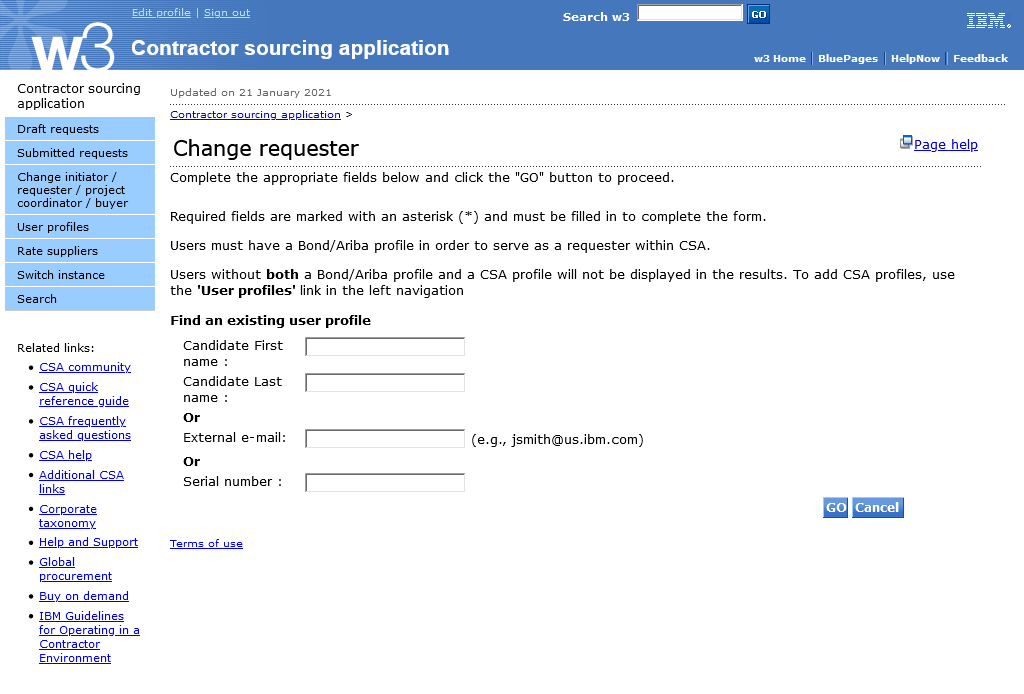 Edit profile | Sign out
Search w3
GO
IBM
w3
Contractor sourcing application
w3 Home | BluePages | HelpNow | Feedback
Contractor sourcing
application
Draft requests
Submitted requests
Change initiator /
requester / project
coordinator / buyer
User profiles
Rate suppliers
Switch instance
Search
Related links:
• CSA community
• CSA quick
reference guide
• CSA frequently
asked questions
• CSA help
• Additional CSA
links
• Corporate
taxonomy
• Help and Support
• Global
procurement
• Buy on demand
• IBM Guidelines
for Operating in a
Contractor
Environment
Updated on 21 January 2021
Contractor sourcing application >
Change requester
Page help
Complete the appropriate fields below and click the "GO" button to proceed.
Required fields are marked with an asterisk (*) and must be filled in to complete the form.
Users must have a Bond/Ariba profile in order to serve as a requester within CSA.
Users without both a Bond/Ariba profile and a CSA profile will not be displayed in the results. To add CSA profiles, use
the 'User profiles' link in the left navigation
Find an existing user profile
Candidate First
name :
Candidate Last
name :
Or
External e-mail: (e.g., jsmith@us.ibm.com)
Or
Serial number :
GO Cancel
Terms of use